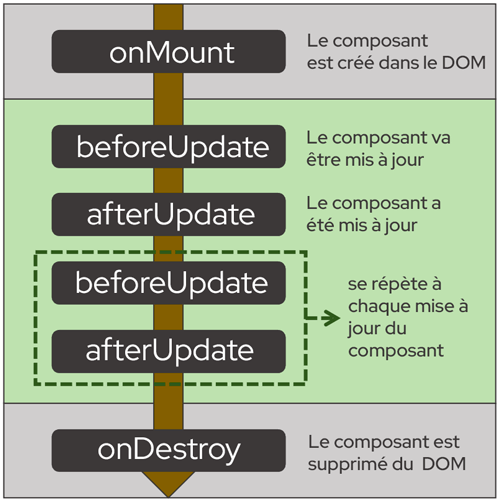 onMount
Le composant
est créé dans le DOM
beforeUpdate
Le composant va
être mis à jour
afterUpdate
Le composant a
été mis à jour
beforeUpdate
afterUpdate
se répète à
chaque mise à
jour du
composant
onDestroy
Le composant est
supprimé du DOM